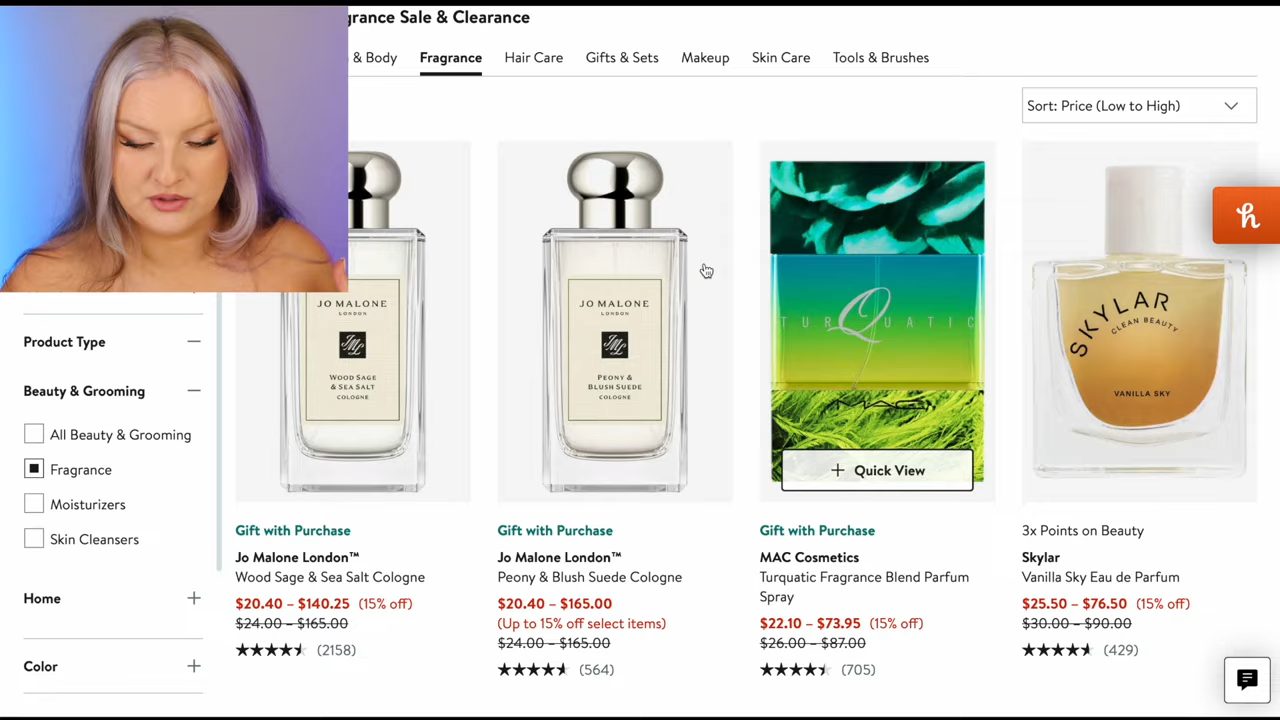 grance Sale & Clearance
& Body
Fragrance
Hair Care
Gifts & Sets
Makeup
Skin Care
Tools & Brushes
Sort: Price (Low to High)
Product Type
Beauty & Grooming
All Beauty & Grooming
Fragrance
Moisturizers
Skin Cleansers
Home
Color
JO MALONE
LONDON
WOOD SAGE
& SEA SALT
COLOGNE
Gift with Purchase
Jo Malone London™
Wood Sage & Sea Salt Cologne
$20.40 – $140.25 (15% off)
$24.00 – $165.00
(2158)
JO MALONE
LONDON
PEONY &
BLUSH SUEDE
COLOGNE
Gift with Purchase
Jo Malone London™
Peony & Blush Suede Cologne
$20.40 – $165.00
(Up to 15% off select items)
$24.00 – $165.00
(564)
TURQUATIC
MAC
+ Quick View
Gift with Purchase
MAC Cosmetics
Turquatic Fragrance Blend Parfum
Spray
$22.10 – $73.95 (15% off)
$26.00 – $87.00
(705)
SKYLAR
CLEAN BEAUTY
VANILLA SKY
3x Points on Beauty
Skylar
Vanilla Sky Eau de Parfum
$25.50 – $76.50 (15% off)
$30.00 – $90.00
(429)
h